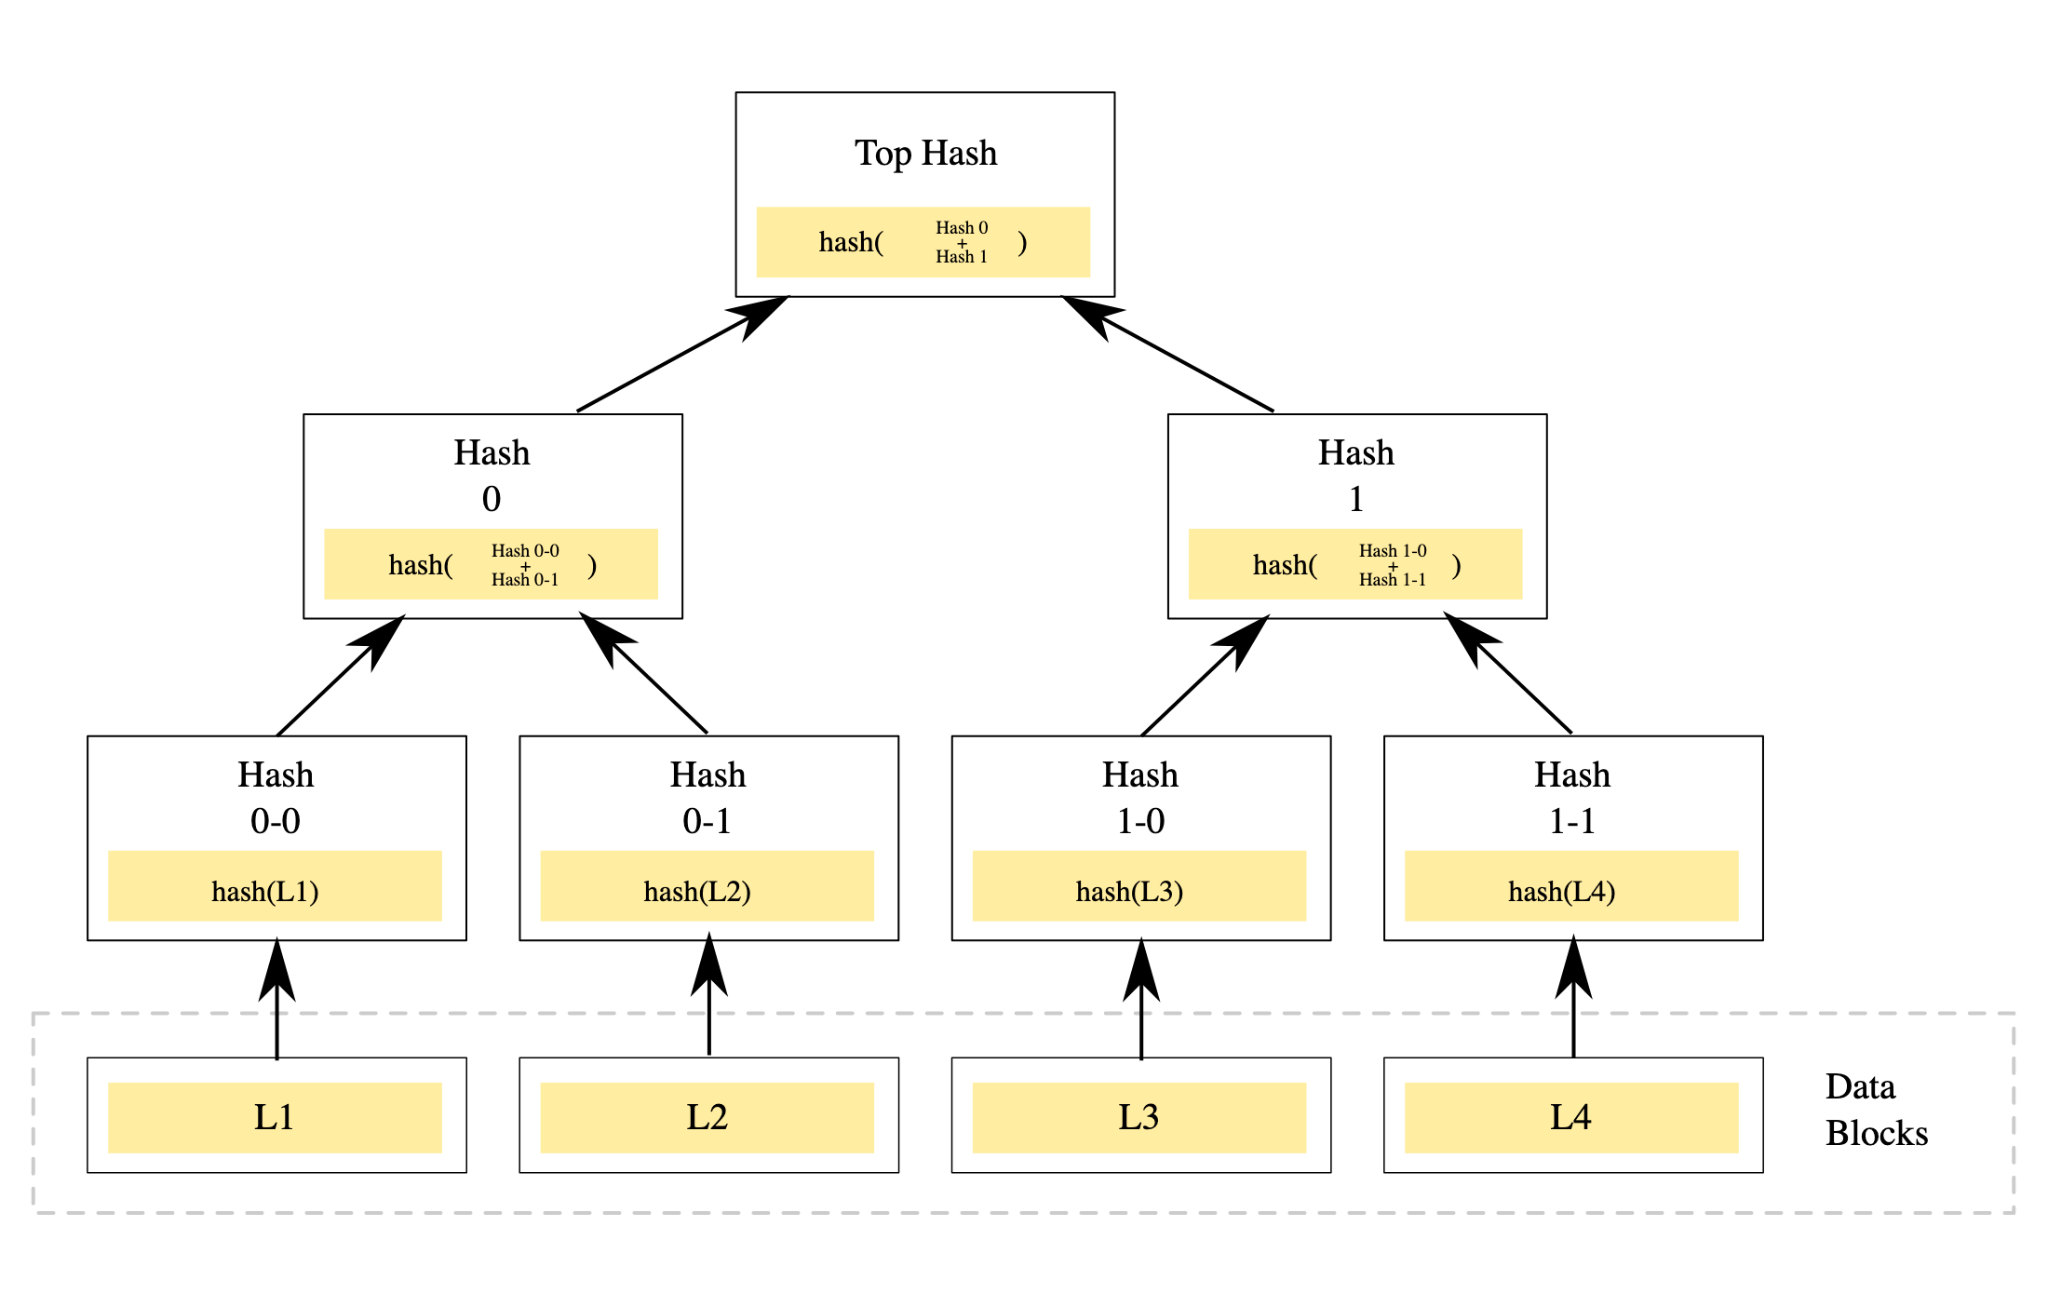 Top Hash
hash( Hash 0 + Hash 1 )
Hash
0
hash( Hash 0-0 + Hash 0-1 )
Hash
1
hash( Hash 1-0 + Hash 1-1 )
Hash
0-0
hash(L1)
Hash
0-1
hash(L2)
Hash
1-0
hash(L3)
Hash
1-1
hash(L4)
L1
L2
L3
L4
Data
Blocks